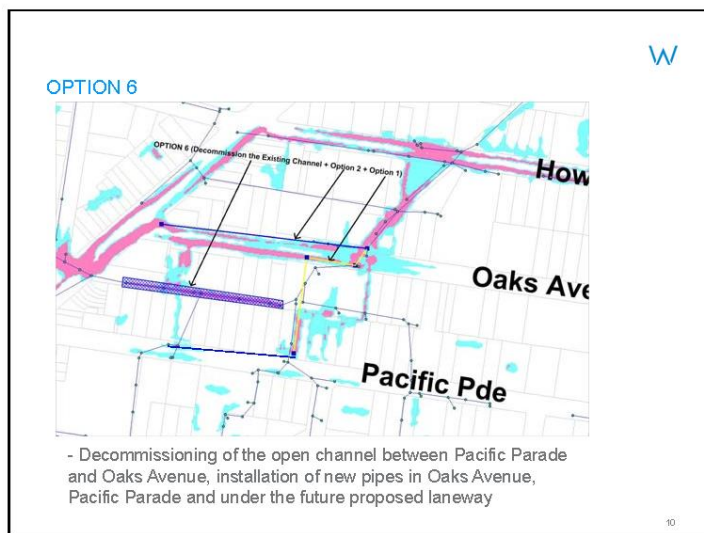 W
OPTION 6
OPTION 6 (Decommission the Existing Channel + Option 2 + Option 1)
How
Oaks Ave
Pacific Pde
- Decommissioning of the open channel between Pacific Parade
and Oaks Avenue, installation of new pipes in Oaks Avenue,
Pacific Parade and under the future proposed laneway
10